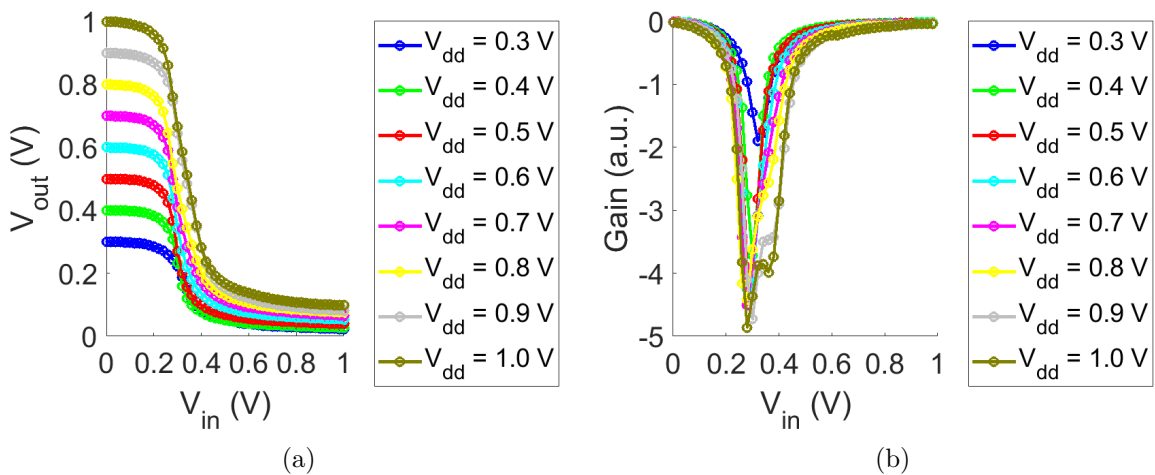 1
0.8
0.6
0.4
0.2
0
V_out (V)
0 0.2 0.4 0.6 0.8 1
V_in (V)
V_dd = 0.3 V
V_dd = 0.4 V
V_dd = 0.5 V
V_dd = 0.6 V
V_dd = 0.7 V
V_dd = 0.8 V
V_dd = 0.9 V
V_dd = 1.0 V
(a)
0
-1
-2
-3
-4
-5
Gain (a.u.)
0 0.2 0.4 0.6 0.8 1
V_in (V)
V_dd = 0.3 V
V_dd = 0.4 V
V_dd = 0.5 V
V_dd = 0.6 V
V_dd = 0.7 V
V_dd = 0.8 V
V_dd = 0.9 V
V_dd = 1.0 V
(b)